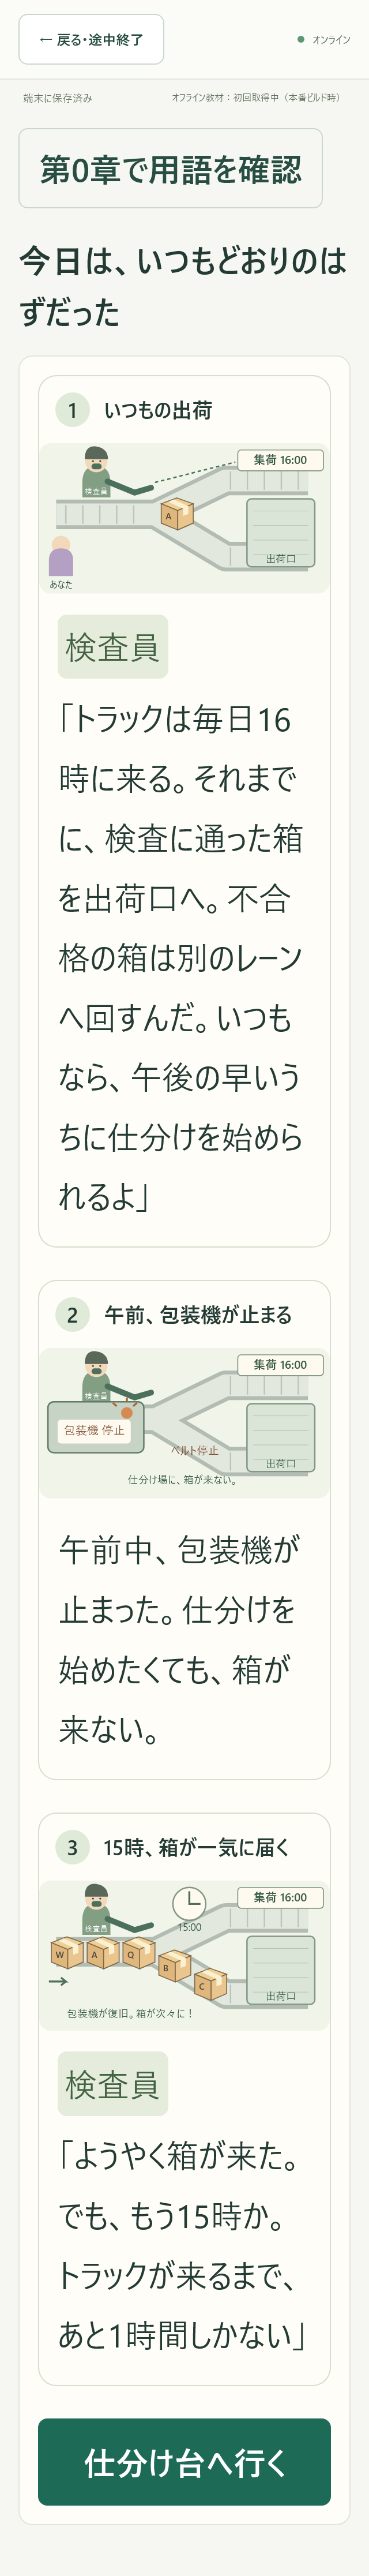 ← 戻る・途中終了
オンライン
端末に保存済み
オフライン教材：初回取得中（本番ビルド時）
第0章で用語を確認
今日は、いつもどおりのは
ずだった
1 いつもの出荷
集荷 16:00
検査員
A
出荷口
あなた
検査員
「トラックは毎日16
時に来る。それまで
に、検査に通った箱
を出荷口へ。不合
格の箱は別のレーン
へ回すんだ。いつも
なら、午後の早いう
ちに仕分けを始めら
れるよ」
2 午前、包装機が止まる
集荷 16:00
検査員
包装機 停止
ベルト停止
出荷口
仕分け場に、箱が来ない。
午前中、包装機が
止まった。仕分けを
始めたくても、箱が
来ない。
3 15時、箱が一気に届く
集荷 16:00
検査員
15:00
W A Q B C
出荷口
包装機が復旧。箱が次々に！
検査員
「ようやく箱が来た。
でも、もう15時か。
トラックが来るまで、
あと1時間しかない」
仕分け台へ行く